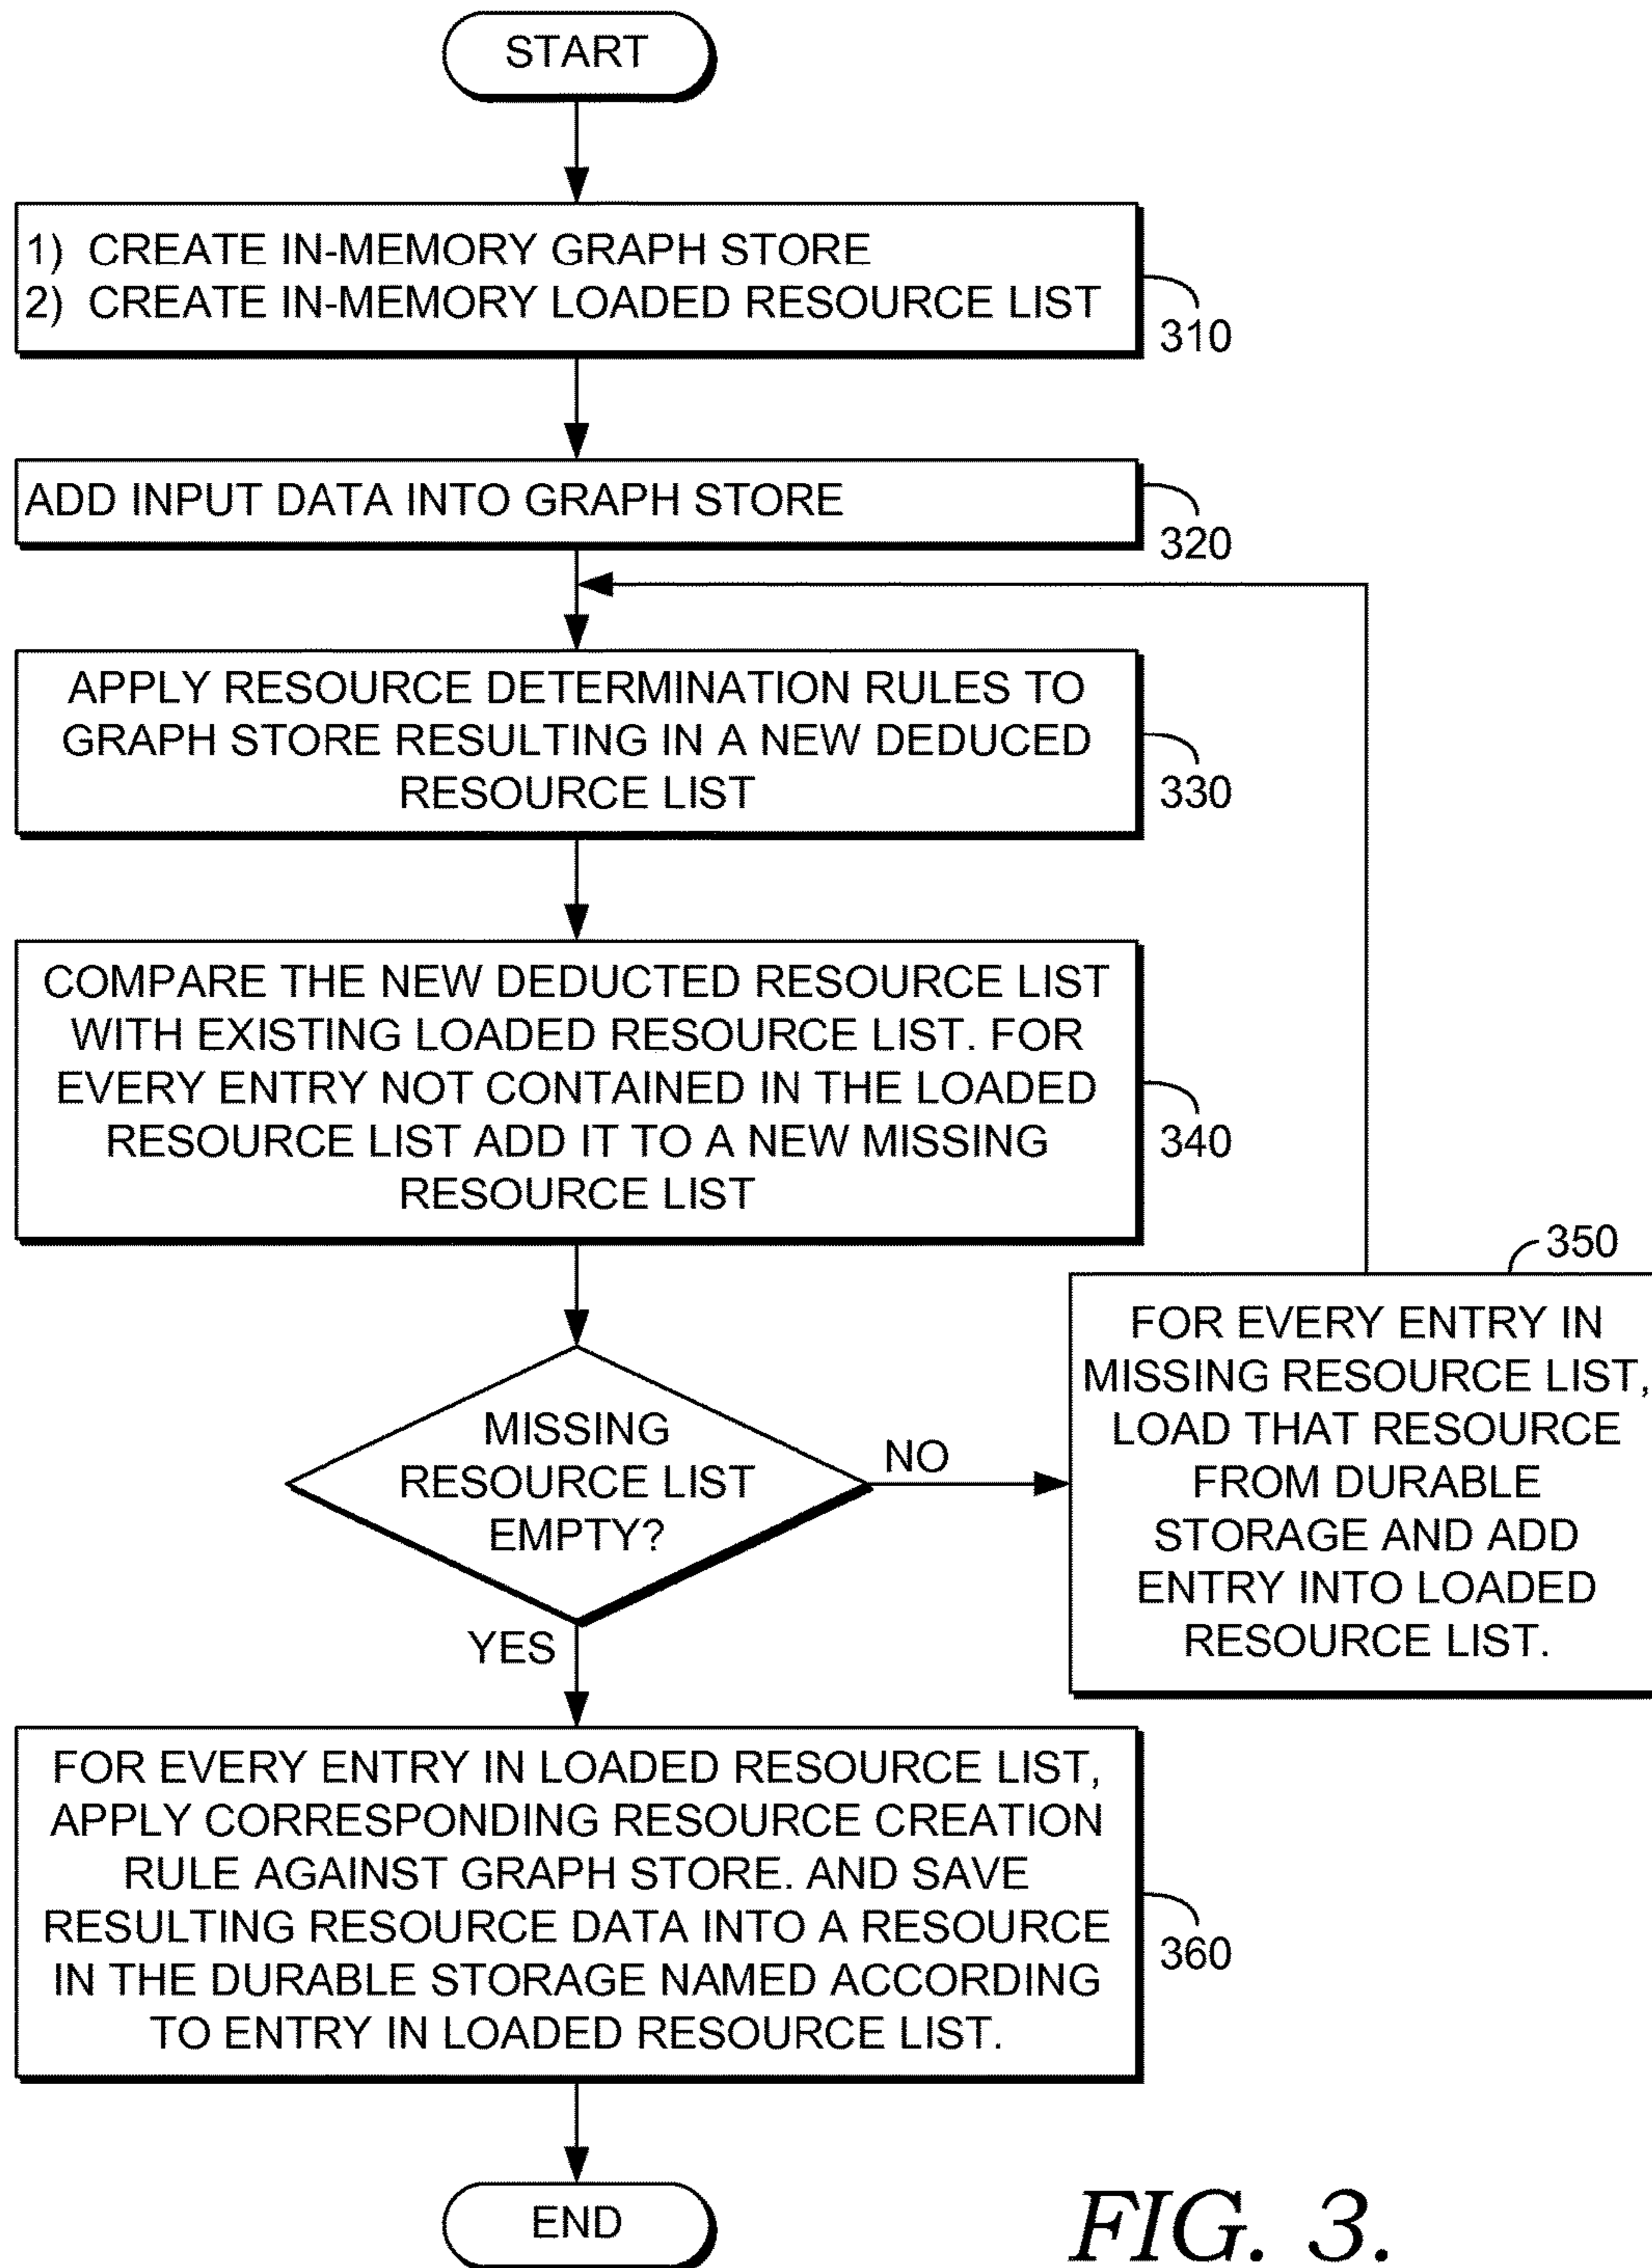 START
1) CREATE IN-MEMORY GRAPH STORE
2) CREATE IN-MEMORY LOADED RESOURCE LIST
310
ADD INPUT DATA INTO GRAPH STORE
320
APPLY RESOURCE DETERMINATION RULES TO
GRAPH STORE RESULTING IN A NEW DEDUCED
RESOURCE LIST
330
COMPARE THE NEW DEDUCTED RESOURCE LIST
WITH EXISTING LOADED RESOURCE LIST. FOR
EVERY ENTRY NOT CONTAINED IN THE LOADED
RESOURCE LIST ADD IT TO A NEW MISSING
RESOURCE LIST
340
MISSING
RESOURCE LIST
EMPTY?
NO
350
FOR EVERY ENTRY IN
MISSING RESOURCE LIST,
LOAD THAT RESOURCE
FROM DURABLE
STORAGE AND ADD
ENTRY INTO LOADED
RESOURCE LIST.
YES
FOR EVERY ENTRY IN LOADED RESOURCE LIST,
APPLY CORRESPONDING RESOURCE CREATION
RULE AGAINST GRAPH STORE. AND SAVE
RESULTING RESOURCE DATA INTO A RESOURCE
IN THE DURABLE STORAGE NAMED ACCORDING
TO ENTRY IN LOADED RESOURCE LIST.
360
END
FIG. 3.